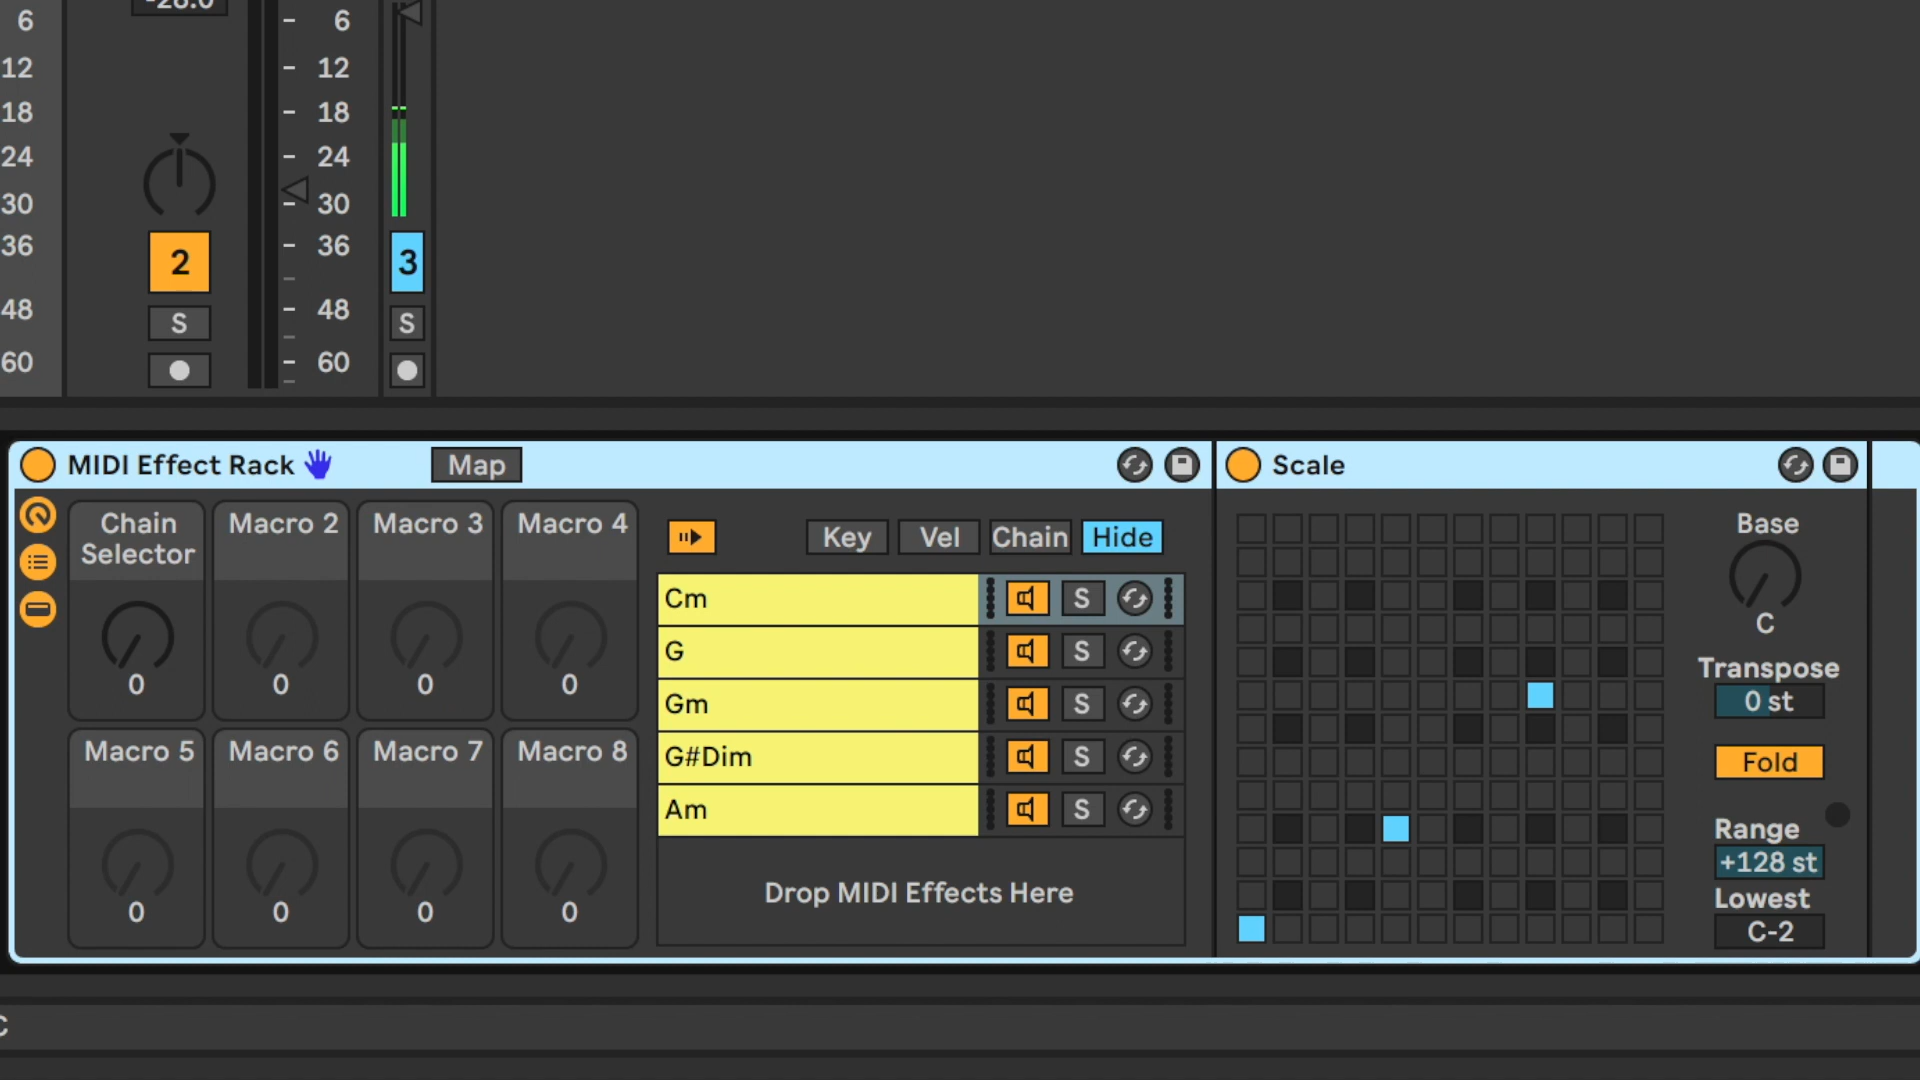 -28.0
6
6
12
12
18
18
24
24
30
30
36
36
48
48
60
60
2
3
S
S
MIDI Effect Rack
Map
Scale
Chain Selector
Macro 2
Macro 3
Macro 4
0
0
0
0
Macro 5
Macro 6
Macro 7
Macro 8
0
0
0
0
Key
Vel
Chain
Hide
Cm
S
G
S
Gm
S
G#Dim
S
Am
S
Drop MIDI Effects Here
Base
C
Transpose
0 st
Fold
Range
+128 st
Lowest
C-2